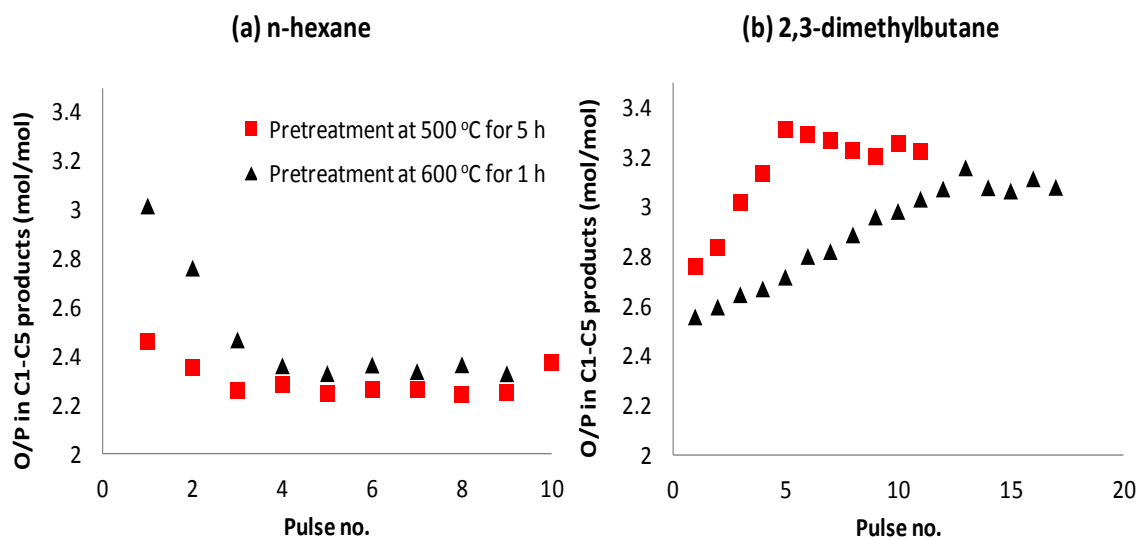 (a) n-hexane
O/P in C1-C5 products (mol/mol)
3.4
3.2
3
2.8
2.6
2.4
2.2
2
Pretreatment at 500 °C for 5 h
Pretreatment at 600 °C for 1 h
0 2 4 6 8 10
Pulse no.
(b) 2,3-dimethylbutane
O/P in C1-C5 products (mol/mol)
3.4
3.2
3
2.8
2.6
2.4
2.2
2
0 5 10 15 20
Pulse no.